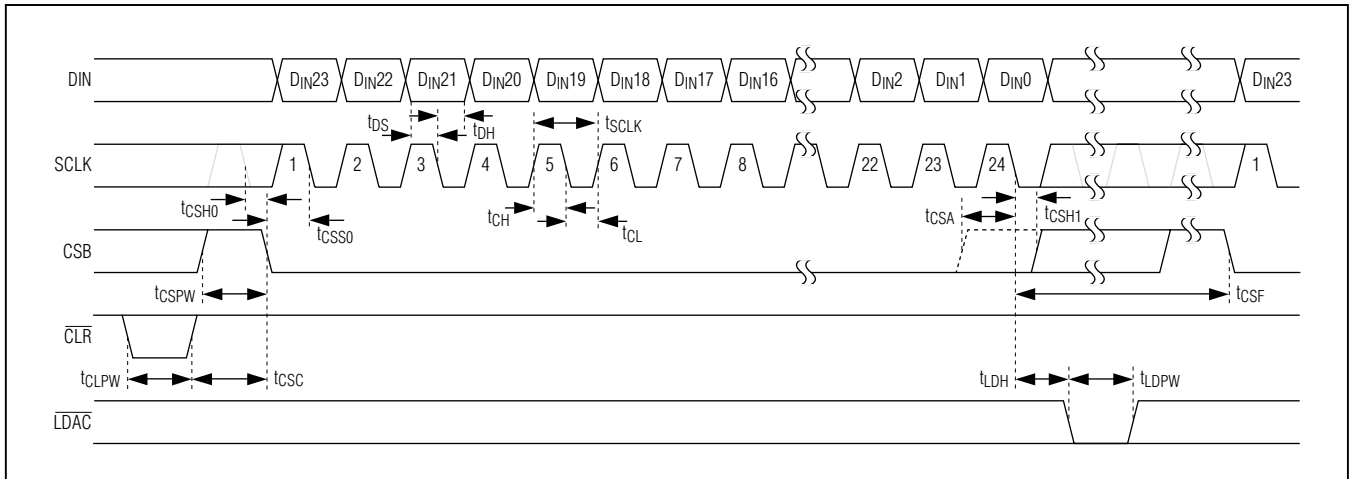 DIN DIN23 DIN22 DIN21 DIN20 DIN19 DIN18 DIN17 DIN16 DIN2 DIN1 DIN0 DIN23
tDS tDH tSCLK
SCLK 1 2 3 4 5 6 7 8 22 23 24 1
tCSH0 tCSS0 tCH tCL tCSA tCSH1
CSB
tCSPW tCSF
CLR
tCLPW tCSC tLDH tLDPW
LDAC